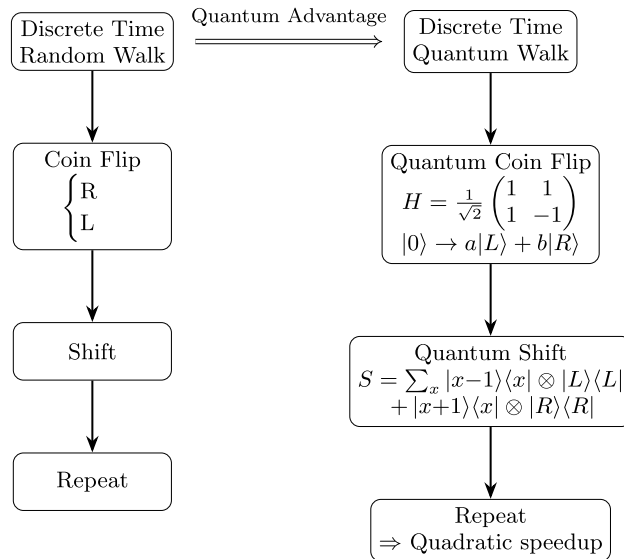 Discrete Time
Random Walk
Quantum Advantage
Discrete Time
Quantum Walk
Coin Flip
{R
L
Quantum Coin Flip
H = 1/√2 (1 1
1 −1)
|0⟩ → a|L⟩ + b|R⟩
Shift
Quantum Shift
S = ∑ₓ |x−1⟩⟨x| ⊗ |L⟩⟨L|
+ |x+1⟩⟨x| ⊗ |R⟩⟨R|
Repeat
Repeat
⇒ Quadratic speedup